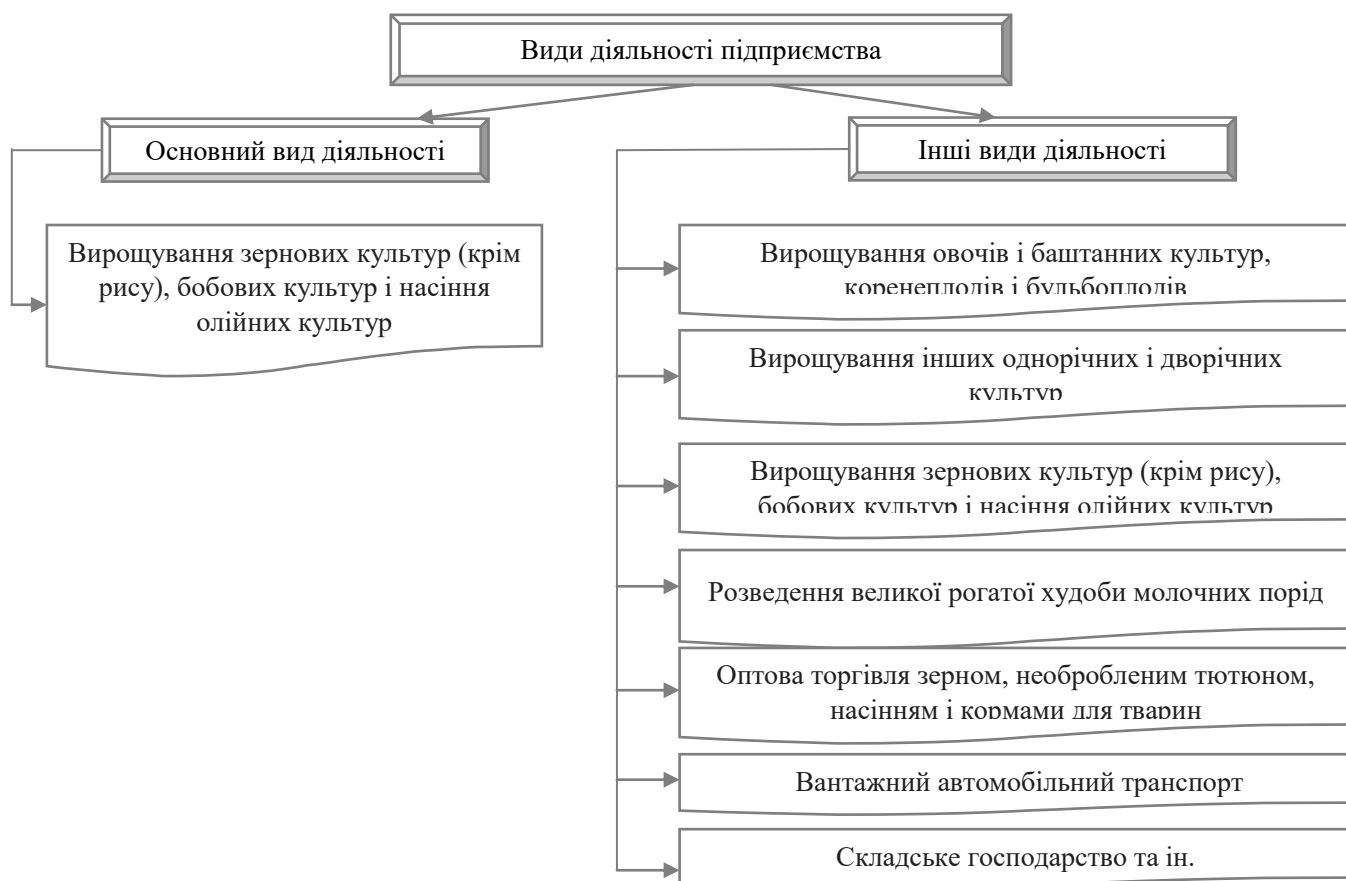 Види діяльності підприємства
Основний вид діяльності
Інші види діяльності
Вирощування зернових культур (крім
рису), бобових культур і насіння
олійних культур
Вирощування овочів і баштанних культур,
коренеплодів і бульбоплодів
Вирощування інших однорічних і дворічних
культур
Вирощування зернових культур (крім рису),
бобових культур і насіння олійних культур
Розведення великої рогатої худоби молочних порід
Оптова торгівля зерном, необробленим тютюном,
насінням і кормами для тварин
Вантажний автомобільний транспорт
Складське господарство та ін.